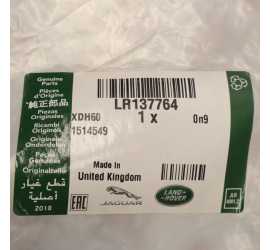 Genuine
Parts
Pièces
d'Origine
純正部品
Piezas
Originales
Ricambi
Originali
Originele
Onderdelen
Peças
Genuínas
Originalteile
قطع غيار
أصلية
2018
LR137764
XDH60 1 x 0n9
1514549
Made In
United Kingdom
EAC
JAGUAR
LAND-
ROVER